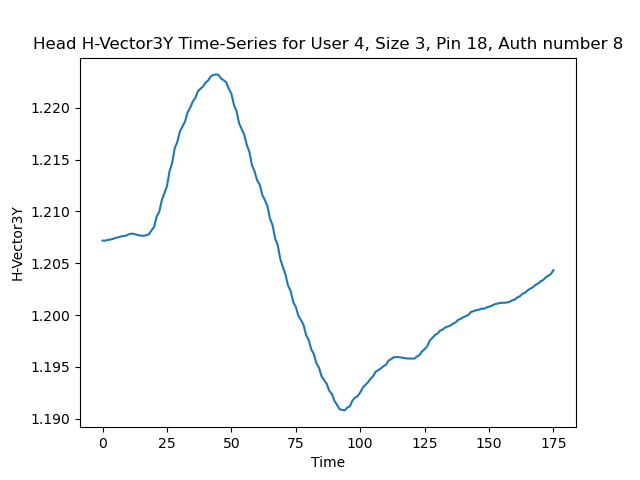 Head H-Vector3Y Time-Series for User 4, Size 3, Pin 18, Auth number 8
H-Vector3Y
1.220
1.215
1.210
1.205
1.200
1.195
1.190
0 25 50 75 100 125 150 175
Time